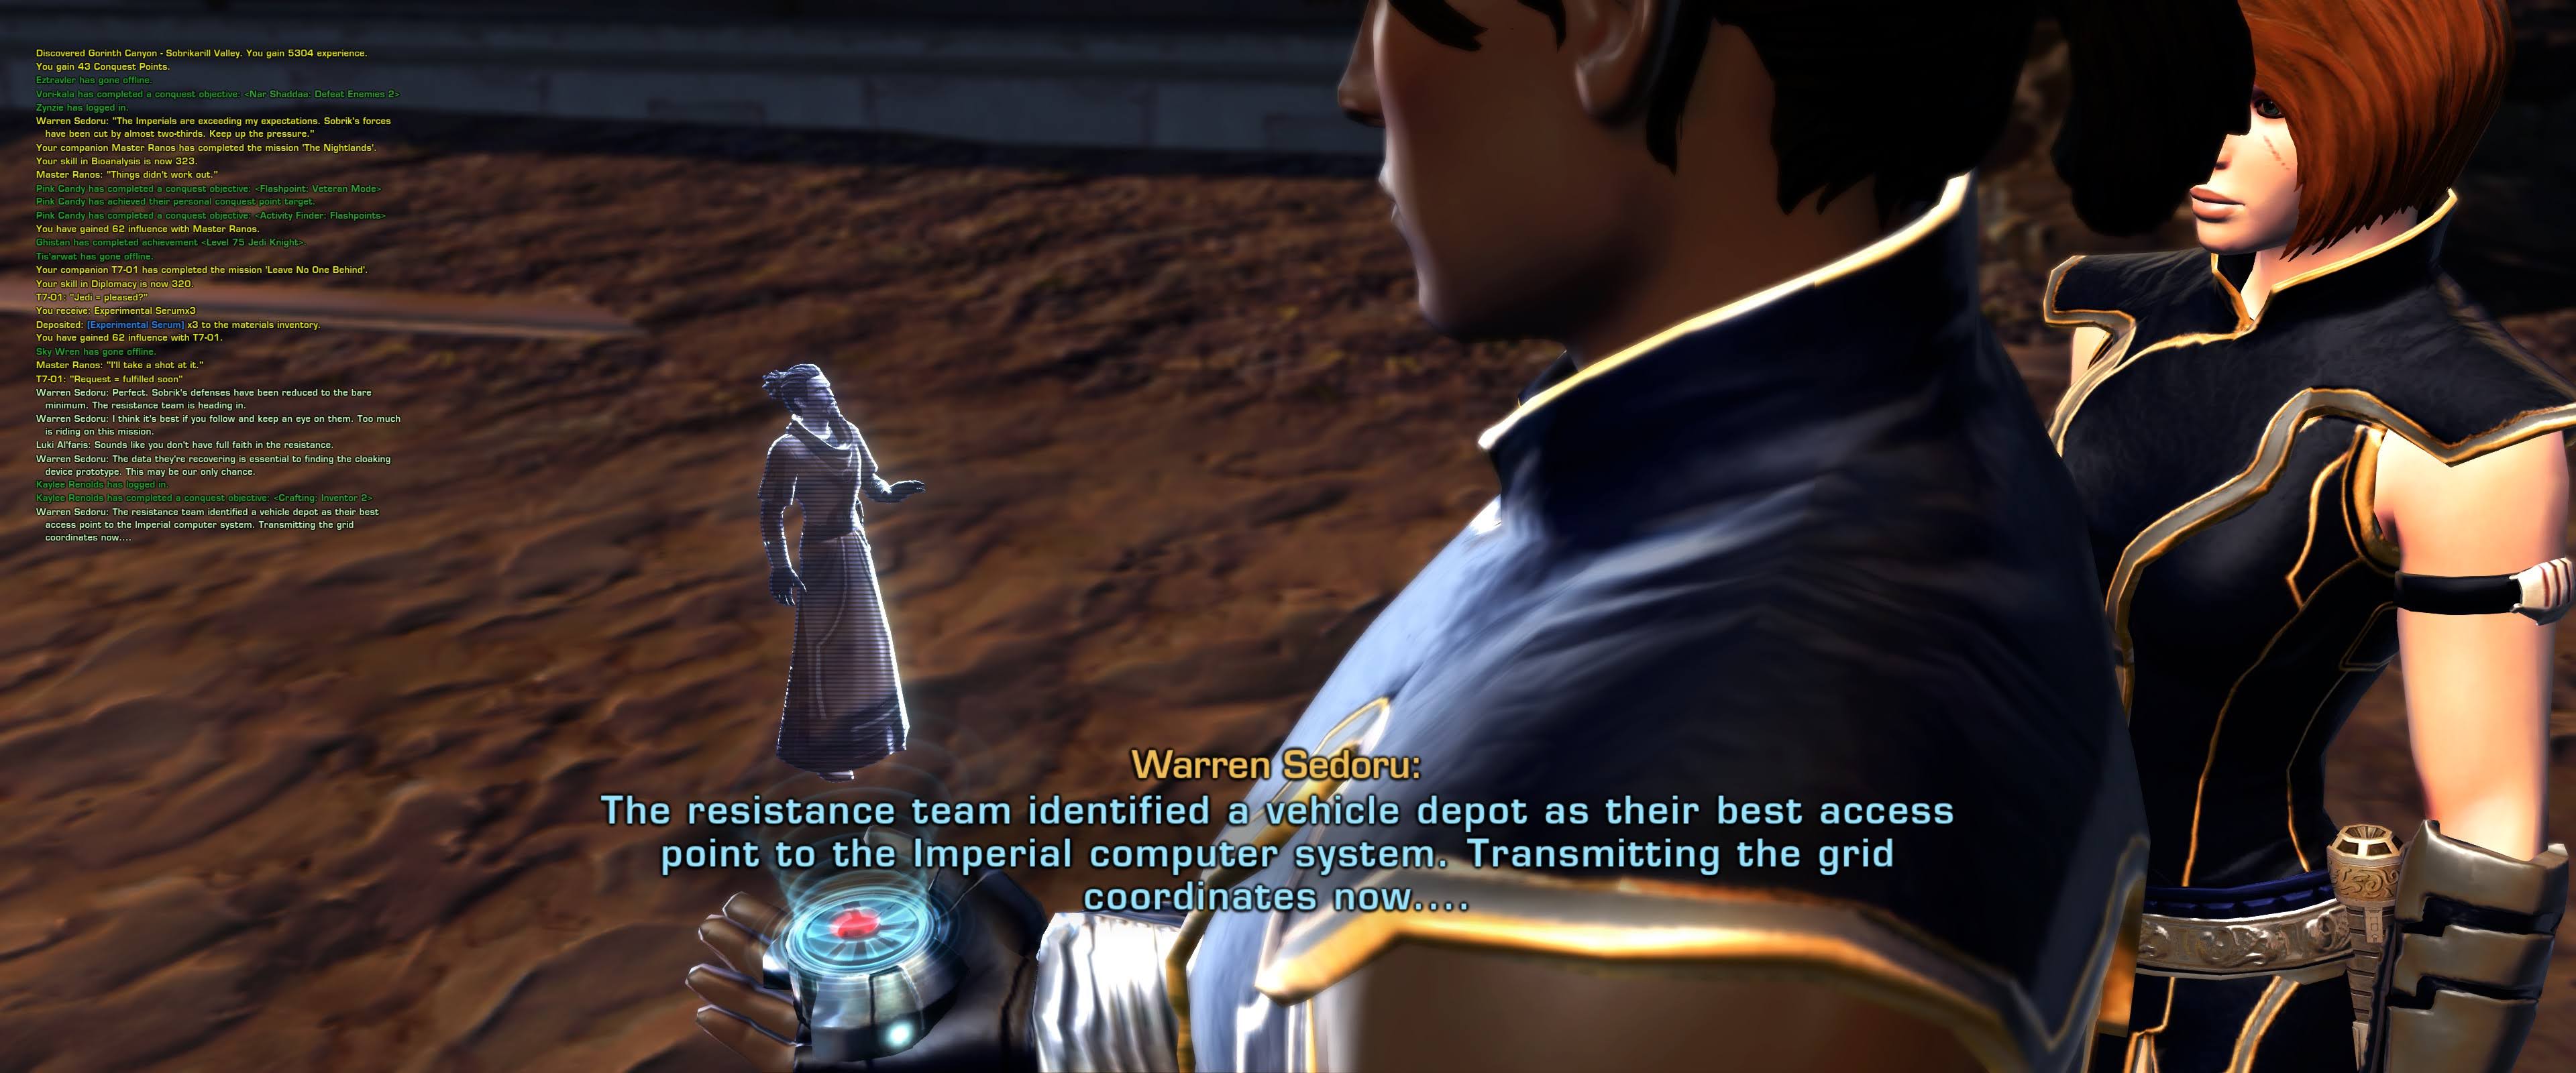 Discovered Gorinth Canyon - Sobrikarill Valley. You gain 5304 experience.
You gain 43 Conquest Points.
Eztravler has gone offline.
Vori-kala has completed a conquest objective: <Nar Shaddaa: Defeat Enemies 2>
Zynzie has logged in.
Warren Sedoru: "The Imperials are exceeding my expectations. Sobrik's forces
have been cut by almost two-thirds. Keep up the pressure."
Your companion Master Ranos has completed the mission 'The Nightlands'.
Your skill in Bioanalysis is now 323.
Master Ranos: "Things didn't work out."
Pink Candy has completed a conquest objective: <Flashpoint: Veteran Mode>
Pink Candy has achieved their personal conquest point target.
Pink Candy has completed a conquest objective: <Activity Finder: Flashpoints>
You have gained 62 influence with Master Ranos.
Ghistan has completed achievement <Level 75 Jedi Knight>
Tis'arwat has gone offline.
Your companion T7-01 has completed the mission 'Leave No One Behind'.
Your skill in Diplomacy is now 320.
T7-01: "Jedi = pleased?"
You receive: Experimental Serumx3
Deposited: [Experimental Serum] x3 to the materials inventory.
You have gained 62 influence with T7-01.
Sky Wren has gone offline.
Master Ranos: "I'll take a shot at it."
T7-01: "Request = fulfilled soon"
Warren Sedoru: Perfect. Sobrik's defenses have been reduced to the bare
minimum. The resistance team is heading in.
Warren Sedoru: I think it's best if you follow and keep an eye on them. Too much
is riding on this mission.
Luki Al'faris: Sounds like you don't have full faith in the resistance.
Warren Sedoru: The data they're recovering is essential to finding the cloaking
device prototype. This may be our only chance.
Kaylee Renolds has logged in.
Kaylee Renolds has completed a conquest objective: <Crafting: Inventor 2>
Warren Sedoru: The resistance team identified a vehicle depot as their best
access point to the Imperial computer system. Transmitting the grid
coordinates now....
Warren Sedoru:
The resistance team identified a vehicle depot as their best access
point to the Imperial computer system. Transmitting the grid
coordinates now....